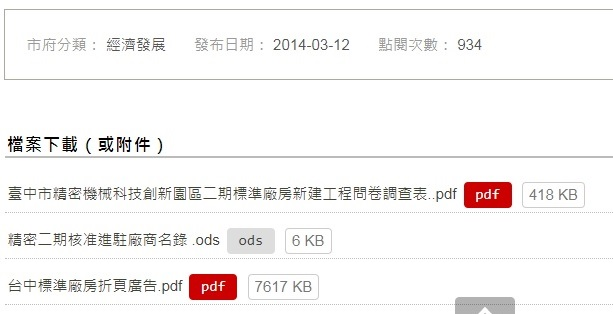 市府分類： 經濟發展 發布日期： 2014-03-12 點閱次數： 934
檔案下載（或附件）
臺中市精密機械科技創新園區二期標準廠房新建工程問卷調查表..pdf pdf 418 KB
精密二期核准進駐廠商名錄 .ods ods 6 KB
台中標準廠房折頁廣告.pdf pdf 7617 KB